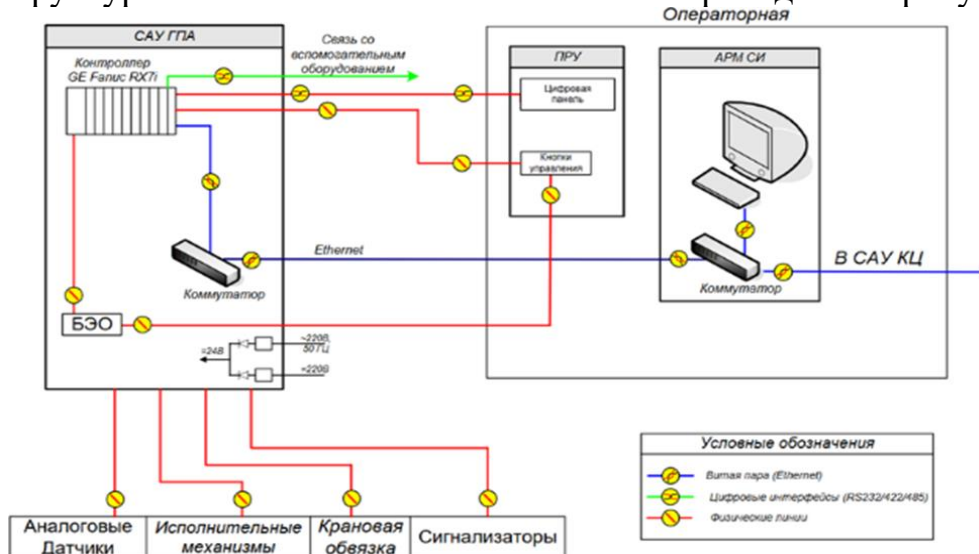 Операторная
САУ ГПА
Контроллер
GE Fanuc RX7i
Связь со
вспомогательным
оборудованием
ПРУ
Цифровая
панель
Кнопки
управления
АРМ СИ
Ethernet
Коммутатор
Коммутатор
В САУ КЦ
БЭО
=24В
~220В,
50 ГЦ
=220В
Условные обозначения
Витая пара (Ethernet)
Цифровые интерфейсы (RS232/422/485)
Физические линии
Аналоговые
Датчики
Исполнительные
механизмы
Крановая
обвязка
Сигнализаторы